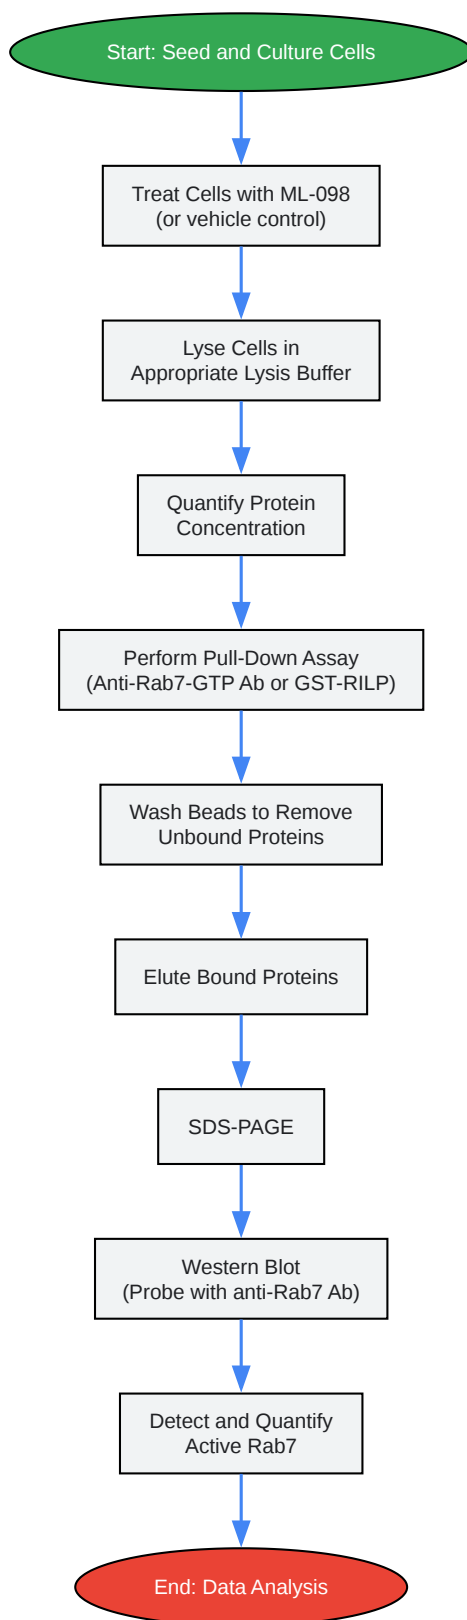 Start: Seed and Culture Cells
Treat Cells with ML-098
(or vehicle control)
Lyse Cells in
Appropriate Lysis Buffer
Quantify Protein
Concentration
Perform Pull-Down Assay
(Anti-Rab7-GTP Ab or GST-RILP)
Wash Beads to Remove
Unbound Proteins
Elute Bound Proteins
SDS-PAGE
Western Blot
(Probe with anti-Rab7 Ab)
Detect and Quantify
Active Rab7
End: Data Analysis